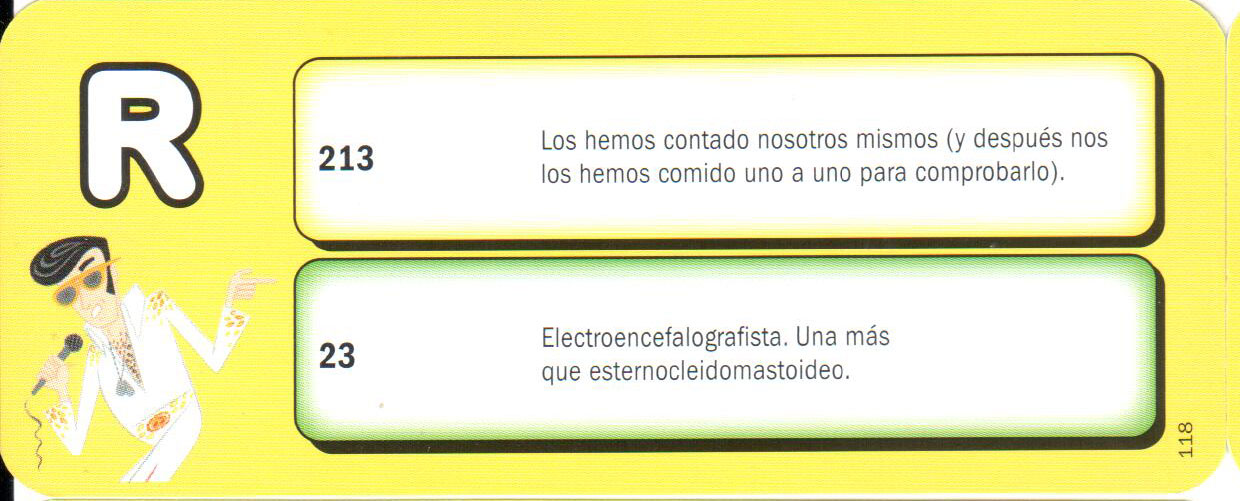 R
213
Los hemos contado nosotros mismos (y después nos
los hemos comido uno a uno para comprobarlo).
23
Electroencefalografista. Una más
que esternocleidomastoideo.
118